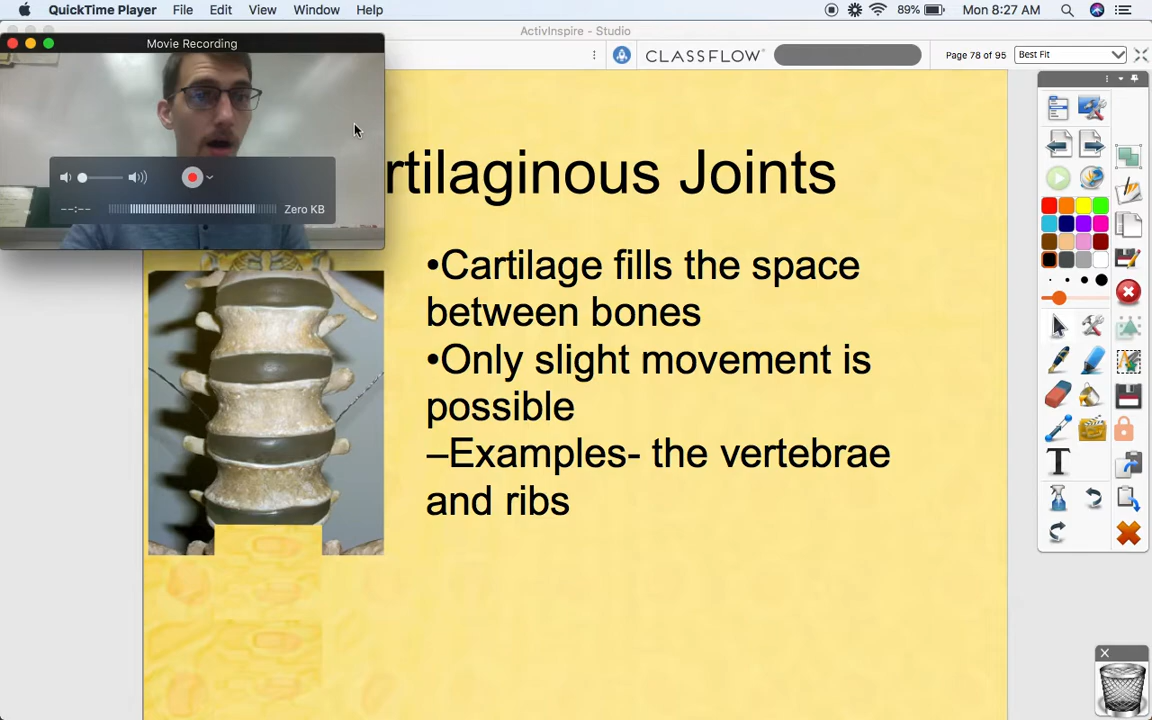 QuickTime Player File Edit View Window Help 89% Mon 8:27 AM
ActivInspire - Studio
Movie Recording
CLASSFLOW Page 78 of 95 Best Fit
--:-- Zero KB
rtilaginous Joints
•Cartilage fills the space
between bones
•Only slight movement is
possible
–Examples- the vertebrae
and ribs
T